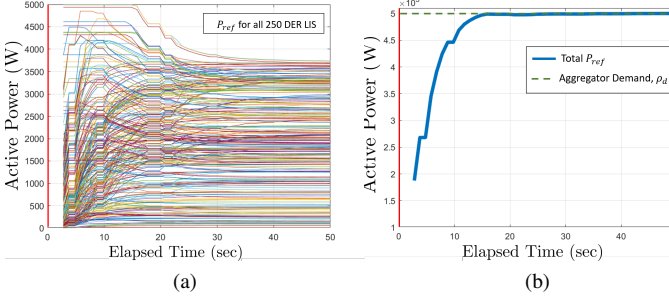 5000
4500
4000
3500
3000
2500
2000
1500
1000
500
0
Active Power (W)
P_ref for all 250 DER LIS
0 10 20 30 40 50
Elapsed Time (sec)
(a)
5
4.5
4
3.5
3
2.5
2
1.5
1
Active Power (W)
Total P_ref
Aggregator Demand, ρ_d
0 10 20 30 40
Elapsed Time (sec)
(b)